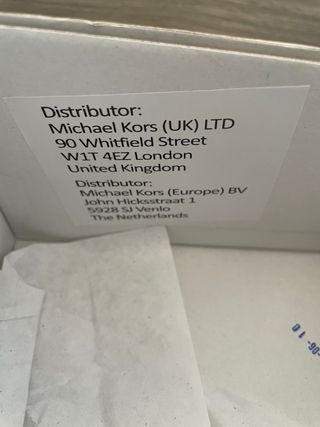 Distributor:
Michael Kors (UK) LTD
90 Whitfield Street
W1T 4EZ London
United Kingdom
Distributor:
Michael Kors (Europe) BV
John Hicksstraat 1
5928 SJ Venlo
The Netherlands